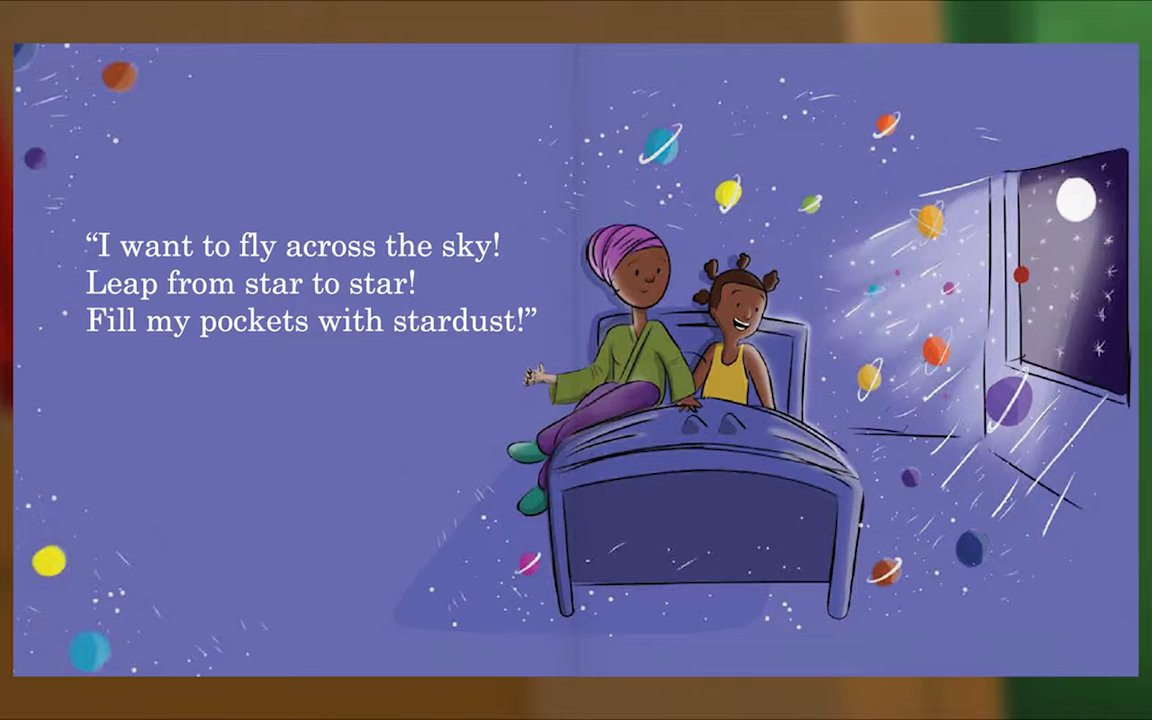 “I want to fly across the sky!
Leap from star to star!
Fill my pockets with stardust!”